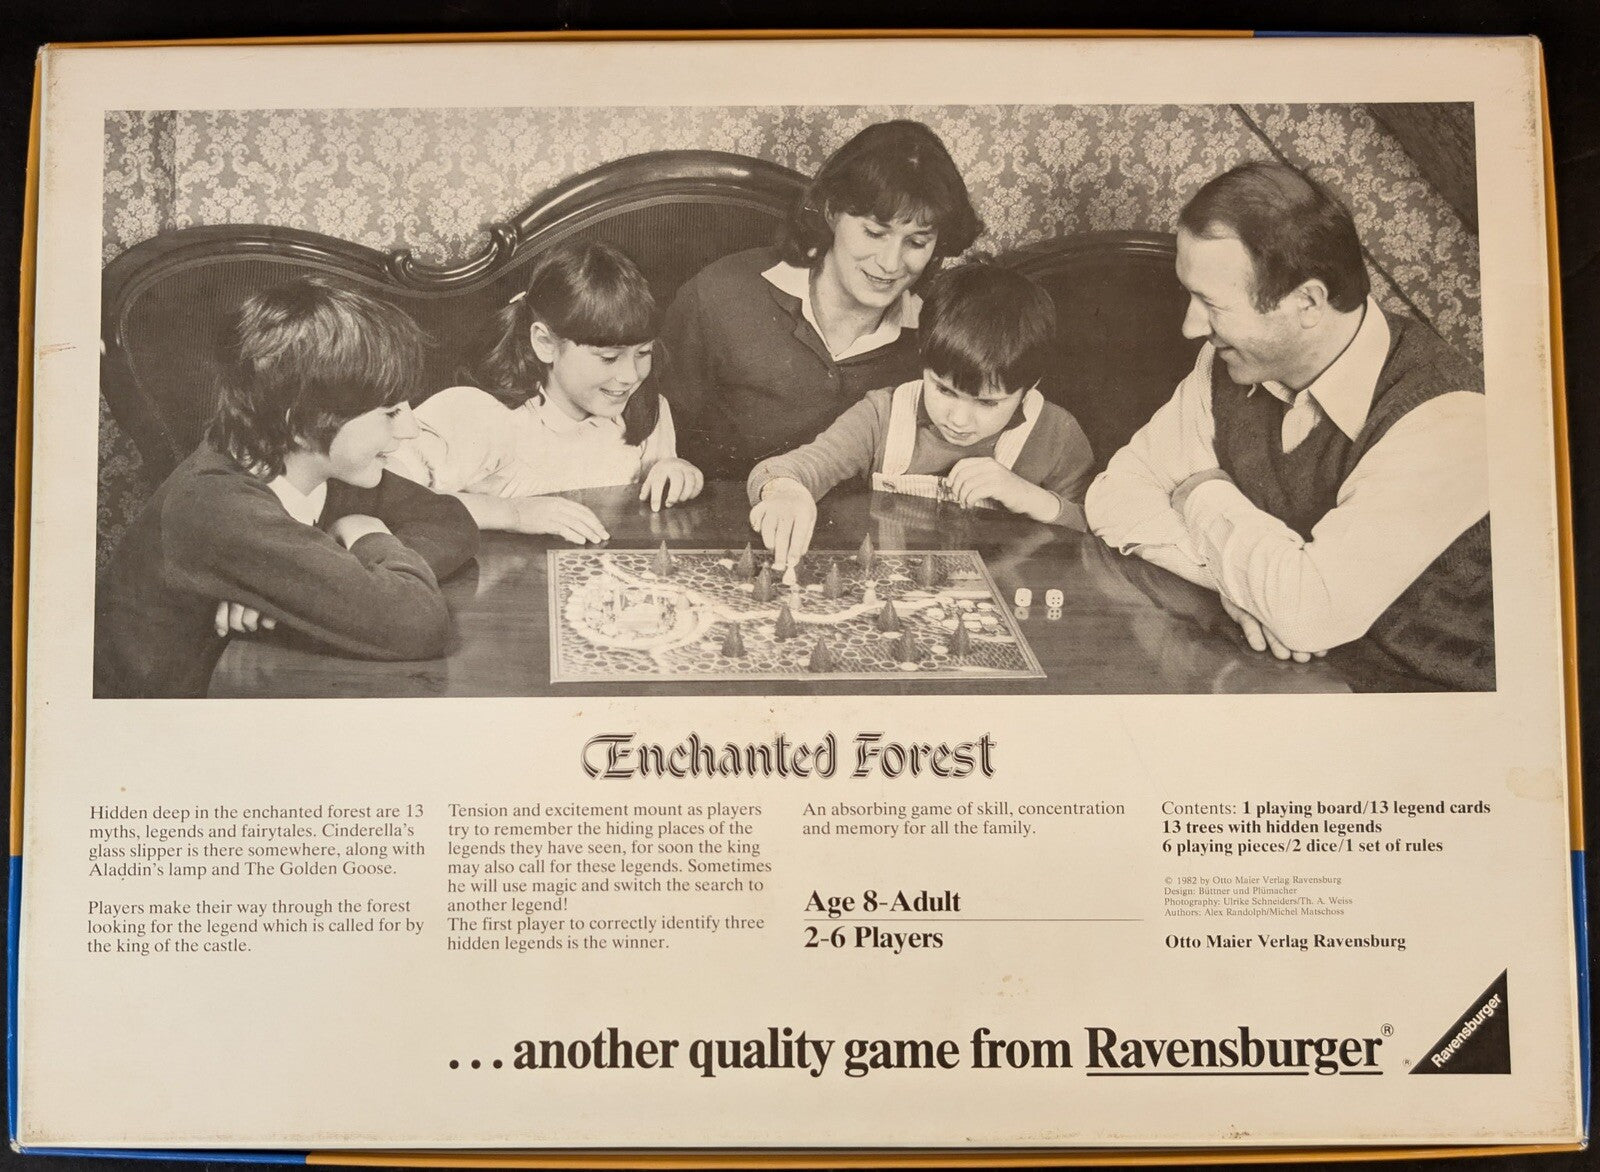 Enchanted Forest
Hidden deep in the enchanted forest are 13
myths, legends and fairytales. Cinderella's
glass slipper is there somewhere, along with
Aladdin's lamp and The Golden Goose.
Players make their way through the forest
looking for the legend which is called for by
the king of the castle.
Tension and excitement mount as players
try to remember the hiding places of the
legends they have seen, for soon the king
may also call for these legends. Sometimes
he will use magic and switch the search to
another legend!
The first player to correctly identify three
hidden legends is the winner.
An absorbing game of skill, concentration
and memory for all the family.
Age 8-Adult
2-6 Players
Contents: 1 playing board/13 legend cards
13 trees with hidden legends
6 playing pieces/2 dice/1 set of rules
© 1982 by Otto Maier Verlag Ravensburg
Design: Büttner und Plümacher
Photography: Ulrike Schneiders/Th. A. Weiss
Authors: Alex Randolph/Michel Matschoss
Otto Maier Verlag Ravensburg
...another quality game from Ravensburger®
® Ravensburger